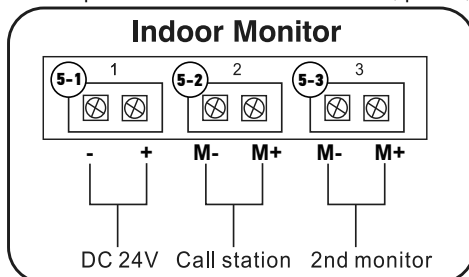 Indoor Monitor
5-1 1 5-2 2 5-3 3
- + M- M+ M- M+
DC 24V Call station 2nd monitor